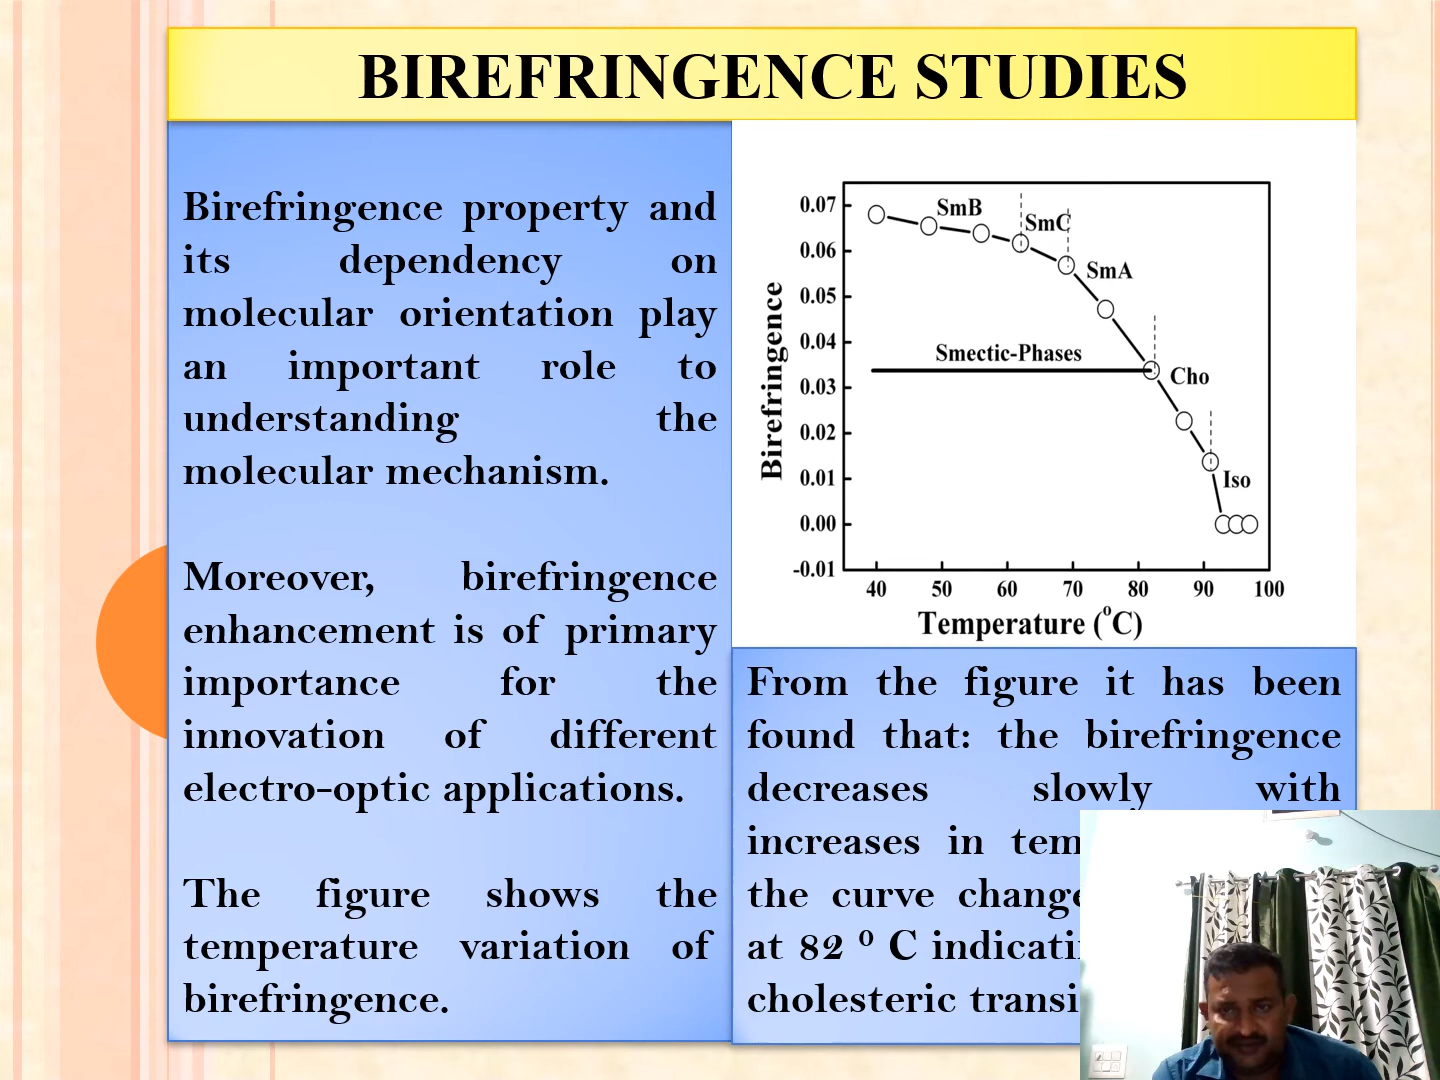 BIREFRINGENCE STUDIES
Birefringence property and
its dependency on
molecular orientation play
an important role to
understanding the
molecular mechanism.
Moreover, birefringence
enhancement is of primary
importance for the
innovation of different
electro-optic applications.
The figure shows the
temperature variation of
birefringence.
Birefringence
0.07
0.06
0.05
0.04
0.03
0.02
0.01
0.00
-0.01
SmB
SmC
SmA
Smectic-Phases
Cho
Iso
40 50 60 70 80 90 100
Temperature (°C)
From the figure it has been
found that: the birefringence
decreases slowly with
increases in
the curve
at 82 ⁰ C
cholesteric